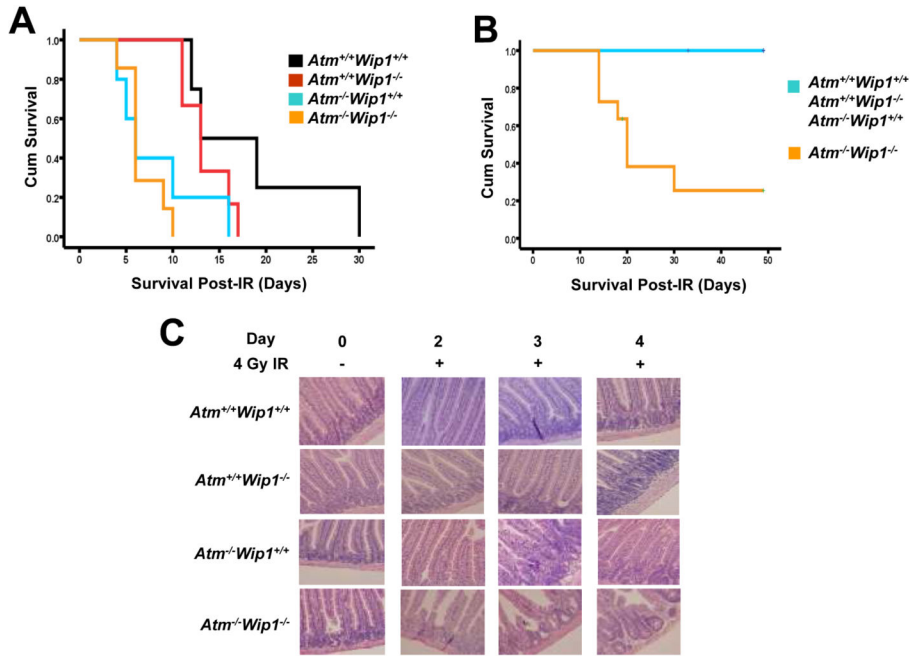 A
Cum Survival
1.0
0.8
0.6
0.4
0.2
0.0
0 5 10 15 20 25 30
Survival Post-IR (Days)
Atm+/+Wip1+/+
Atm+/+Wip1-/-
Atm-/-Wip1+/+
Atm-/-Wip1-/-
B
Cum Survival
1.0
0.8
0.6
0.4
0.2
0.0
0 10 20 30 40 50
Survival Post-IR (Days)
Atm+/+Wip1+/+
Atm+/+Wip1-/-
Atm-/-Wip1+/+
Atm-/-Wip1-/-
C
Day 0 2 3 4
4 Gy IR - + + +
Atm+/+Wip1+/+
Atm+/+Wip1-/-
Atm-/-Wip1+/+
Atm-/-Wip1-/-